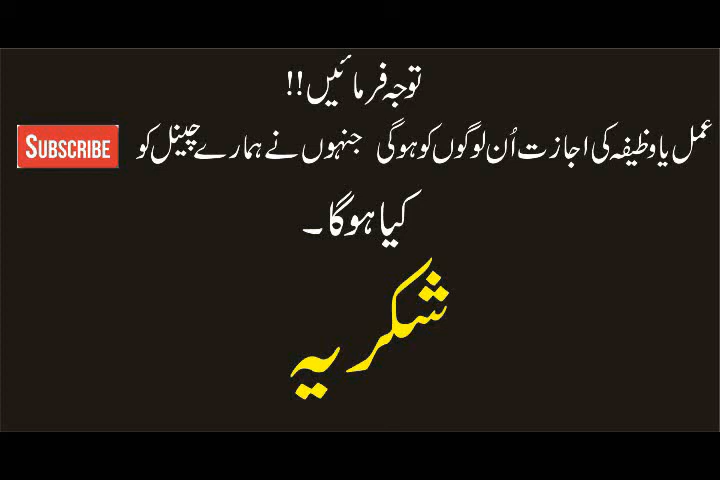 توجہ فرمائیں!!
عمل یا وظیفہ کی اجازت اُن لوگوں کو ہوگی جنہوں نے ہمارے چینل کو SUBSCRIBE
کیا ہوگا۔
شکریہ